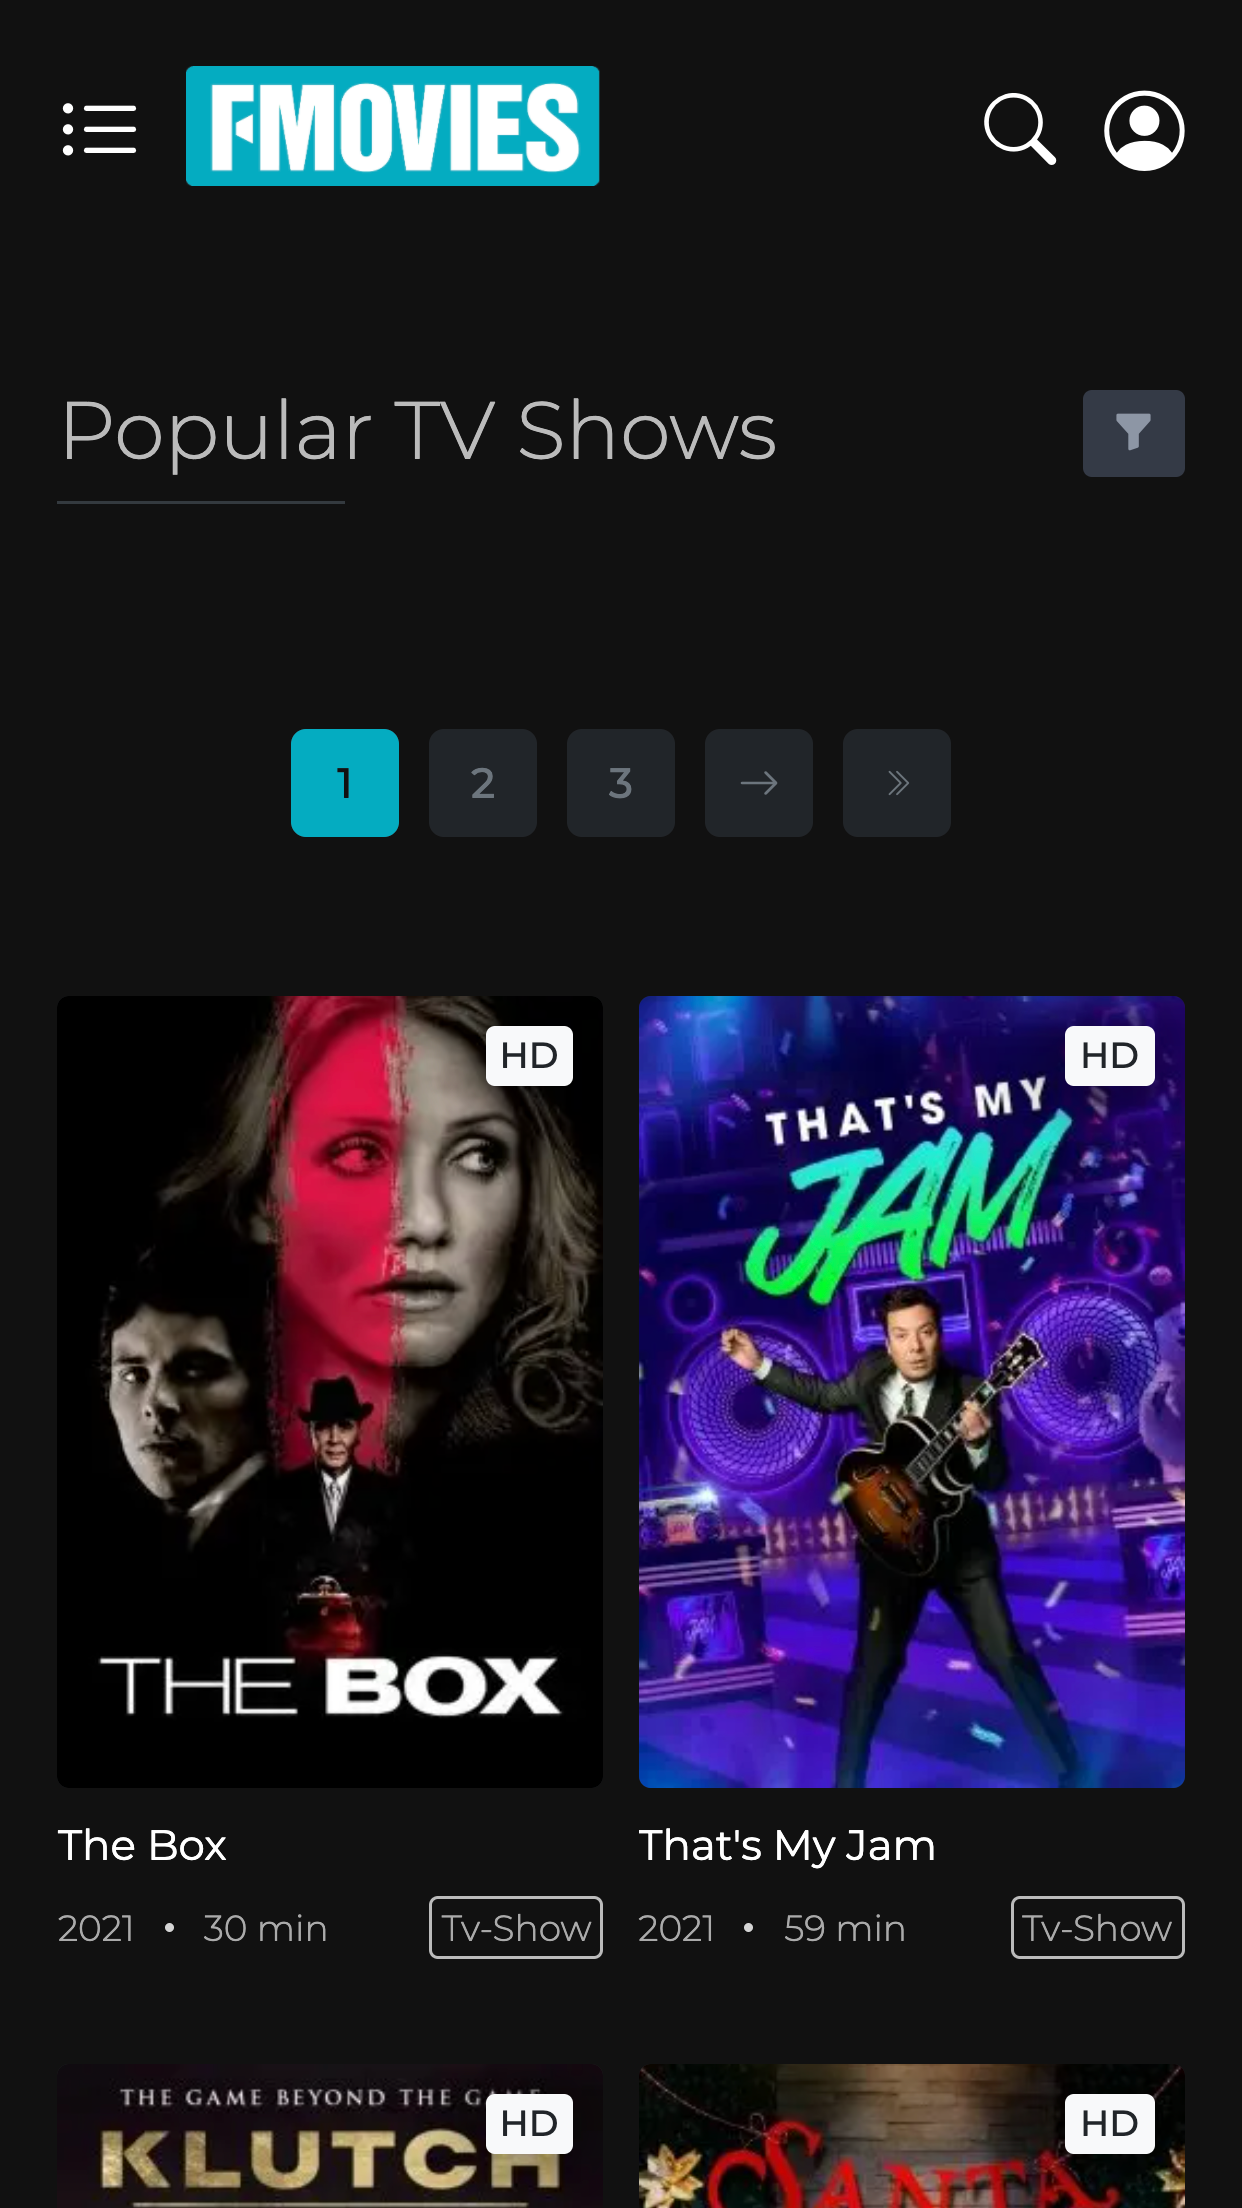 FMOVIES
Popular TV Shows
1 2 3
HD
THE BOX
HD
THAT'S MY
JAM
The Box
2021 • 30 min Tv-Show
That's My Jam
2021 • 59 min Tv-Show
THE GAME BEYOND THE
KLUTCH
HD
SANTA
HD